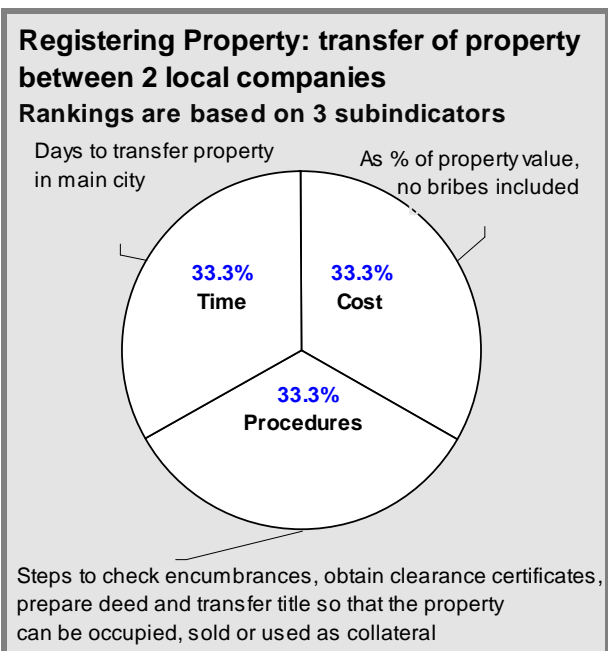 Registering Property: transfer of property
between 2 local companies
Rankings are based on 3 subindicators
Days to transfer property
in main city
As % of property value,
no bribes included
33.3%
Time
33.3%
Cost
33.3%
Procedures
Steps to check encumbrances, obtain clearance certificates,
prepare deed and transfer title so that the property
can be occupied, sold or used as collateral